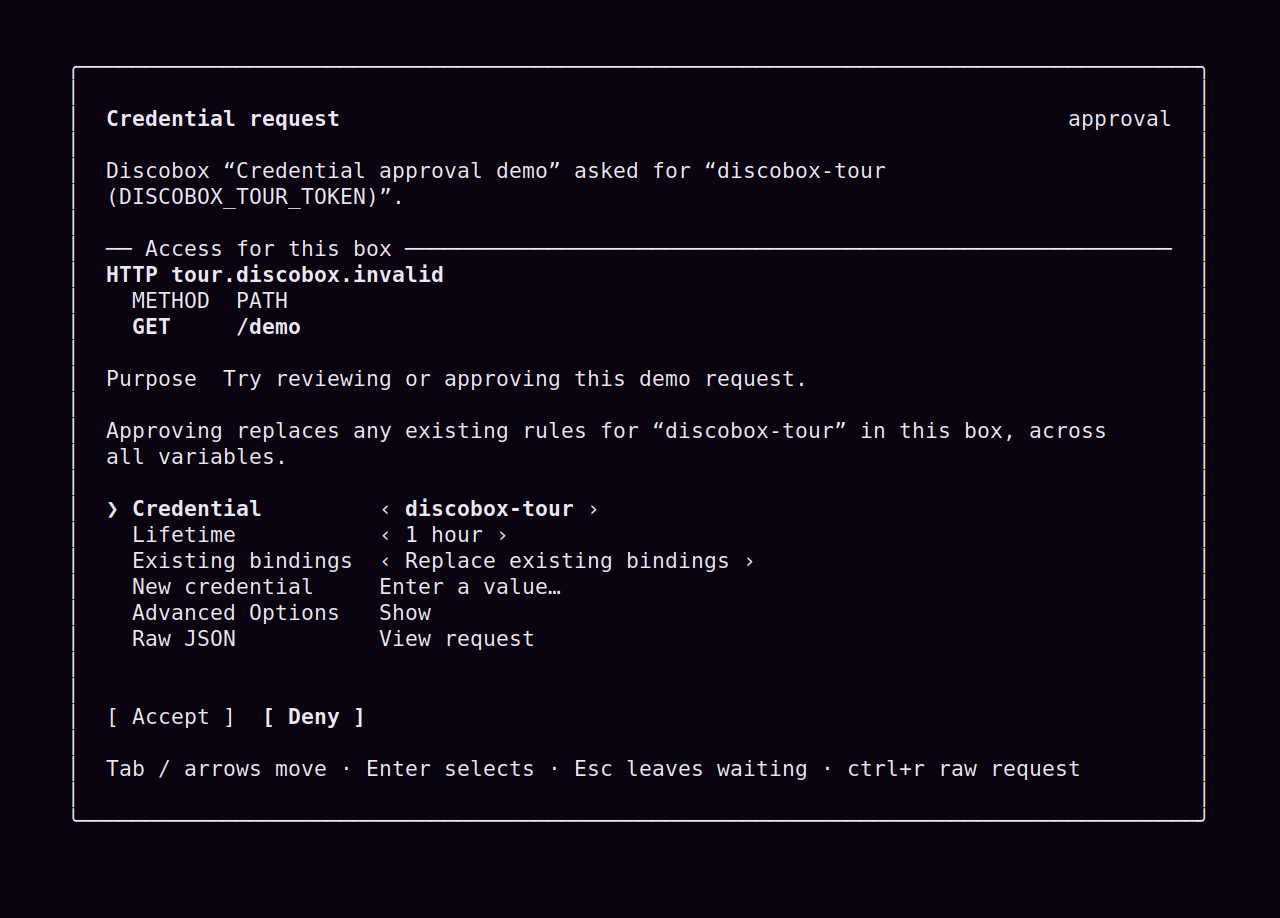 Credential request approval
Discobox “Credential approval demo” asked for “discobox-tour
(DISCOBOX_TOUR_TOKEN)”.
── Access for this box ──
HTTP tour.discobox.invalid
METHOD PATH
GET /demo
Purpose Try reviewing or approving this demo request.
Approving replaces any existing rules for “discobox-tour” in this box, across
all variables.
❯ Credential ‹ discobox-tour ›
Lifetime ‹ 1 hour ›
Existing bindings ‹ Replace existing bindings ›
New credential Enter a value…
Advanced Options Show
Raw JSON View request
[ Accept ] [ Deny ]
Tab / arrows move · Enter selects · Esc leaves waiting · ctrl+r raw request